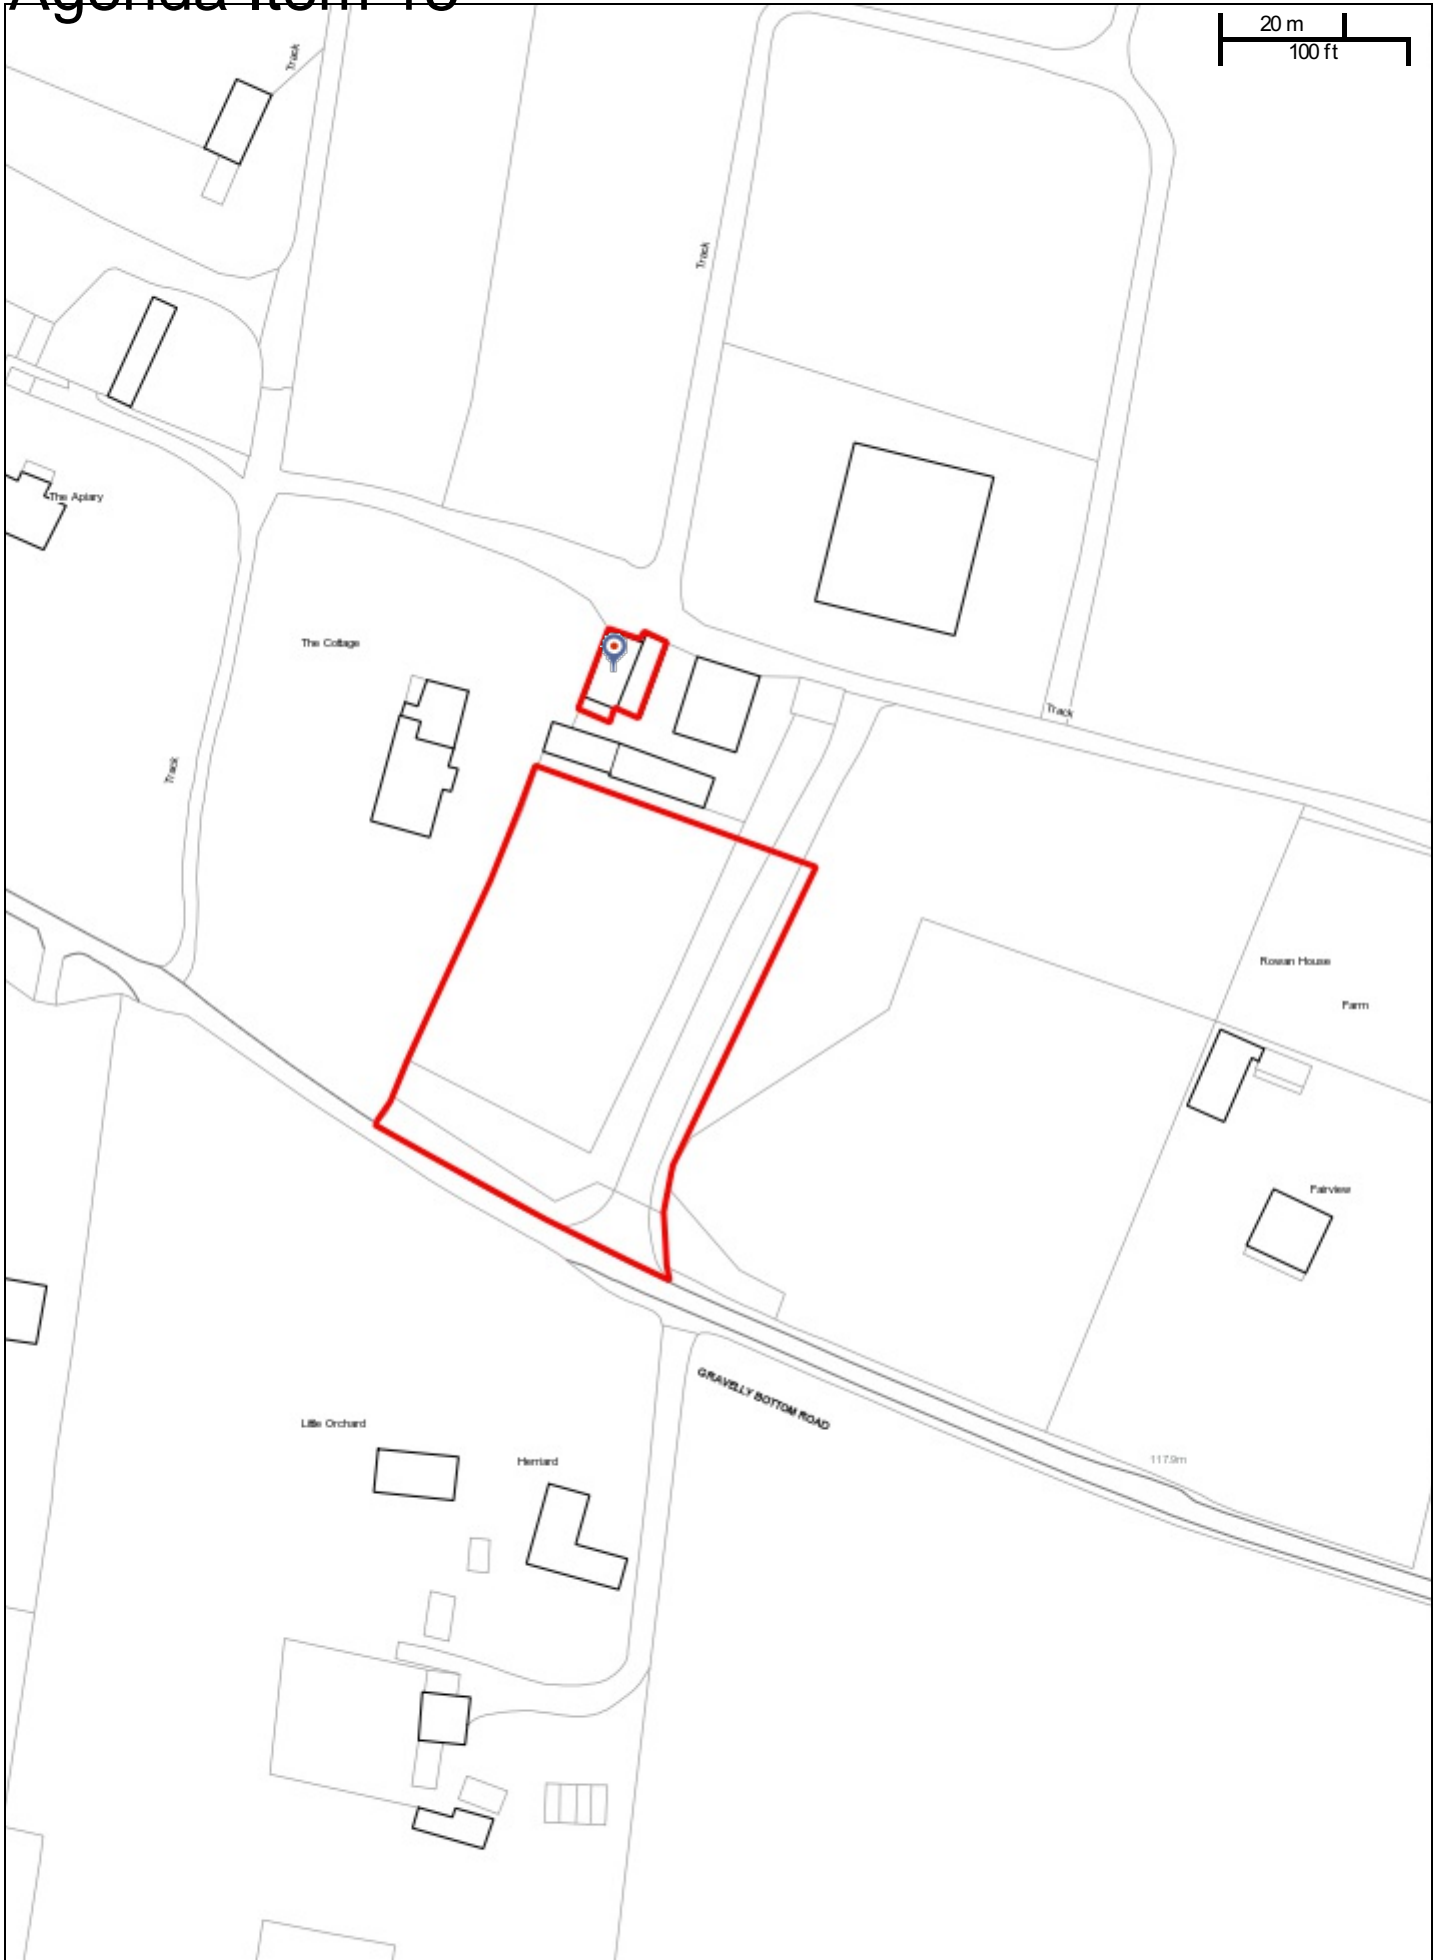 Agenda Item
20 m
100 ft
Track
Track
The Apiary
The Cottage
Track
Track
Rowan House
Farm
Fairview
GRAVELLY BOTTOM ROAD
Little Orchard
Herriard
117.9m